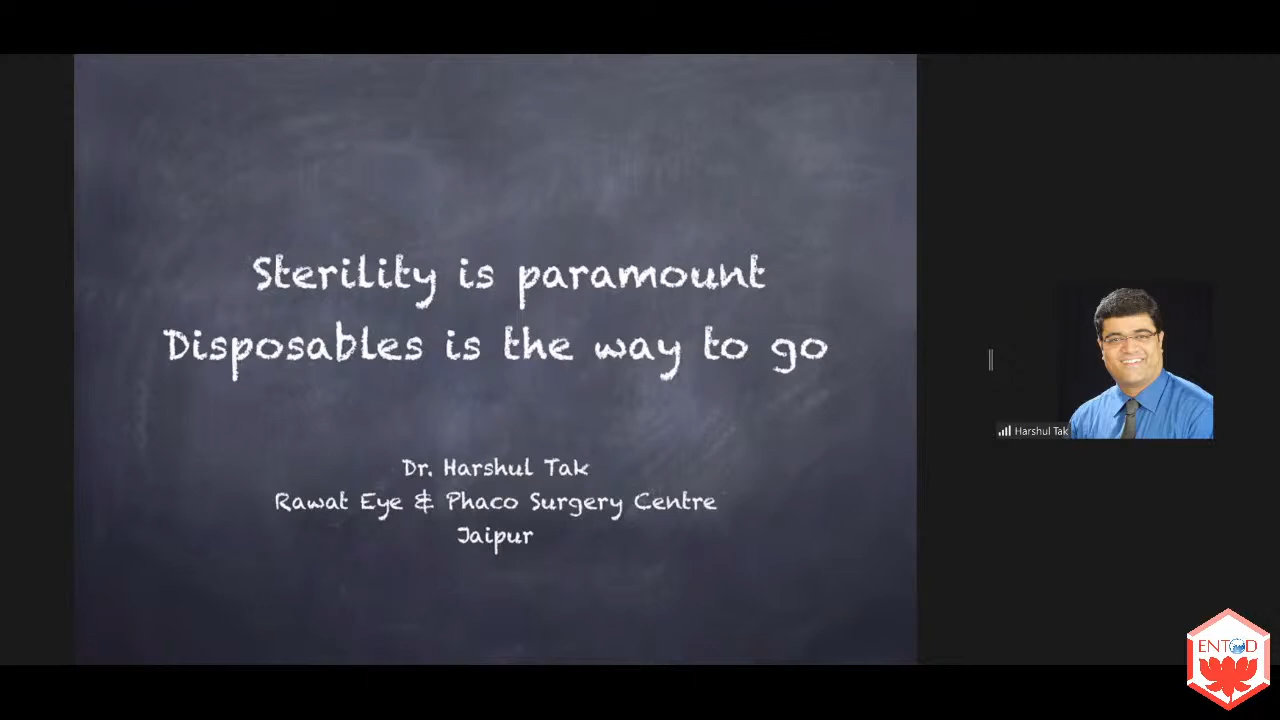 Sterility is paramount
Disposables is the way to go
Dr. Harshul Tak
Rawat Eye & Phaco Surgery Centre
Jaipur
Harshul Tak
ENTOD